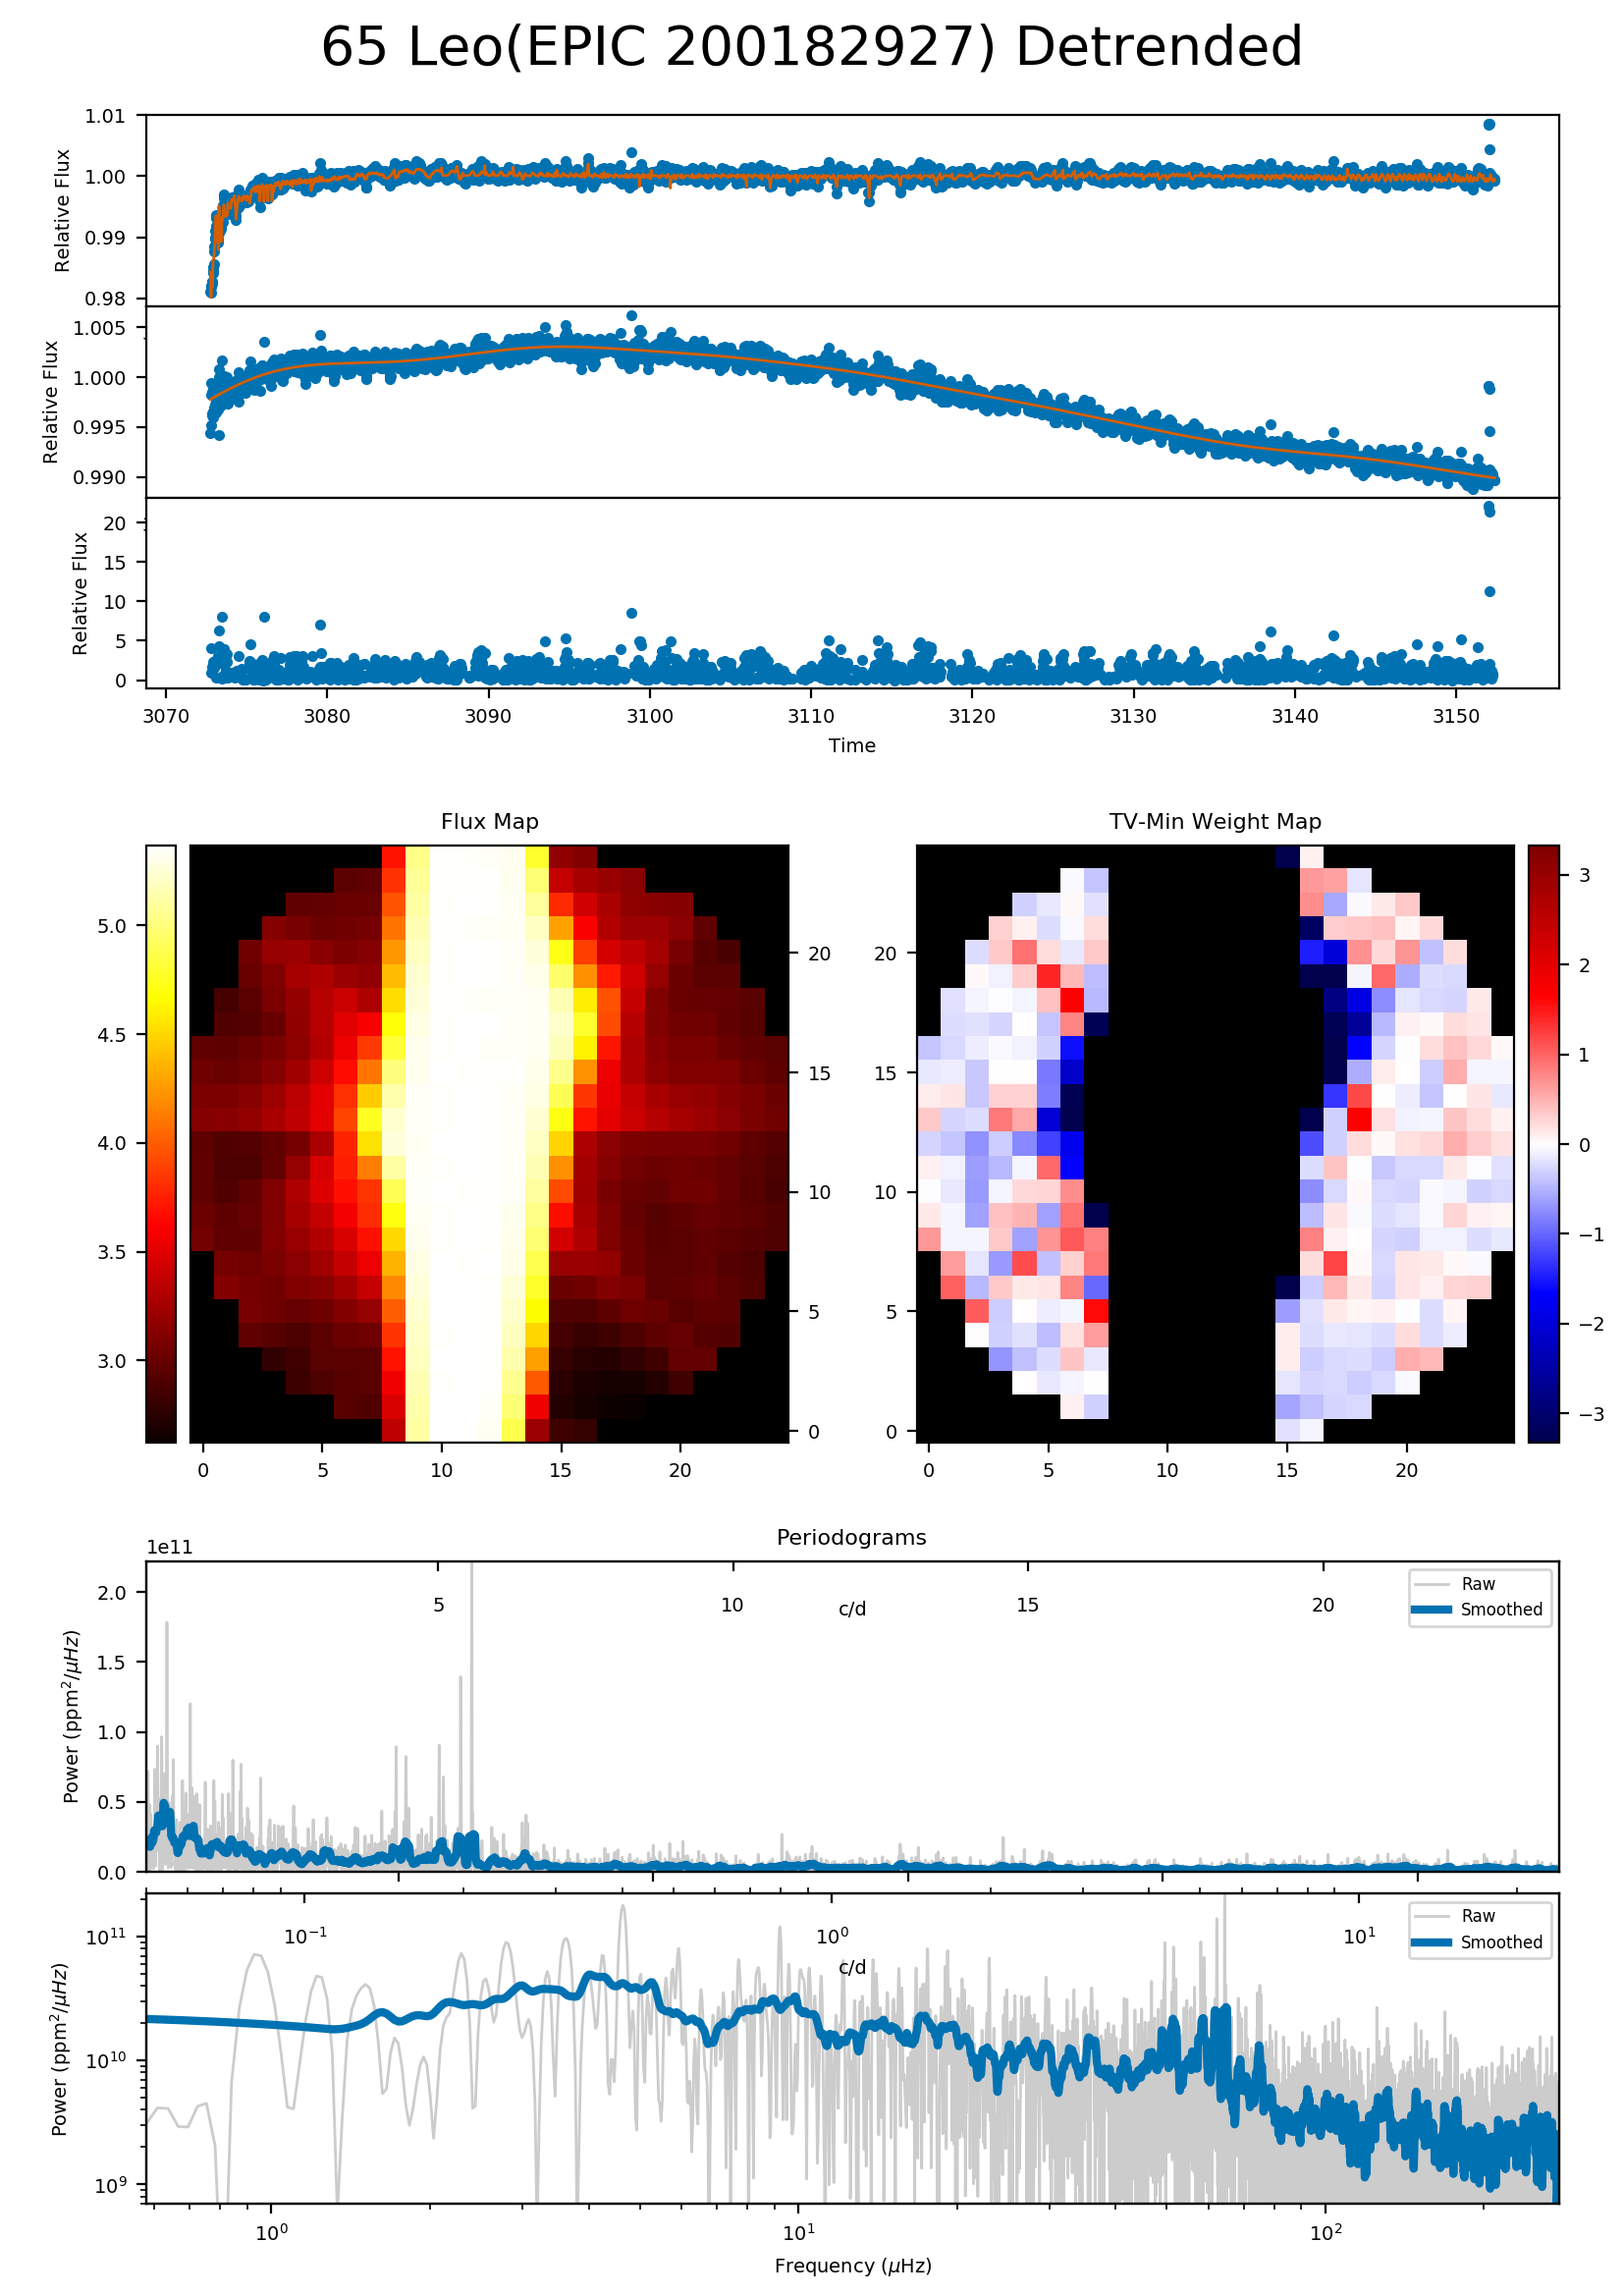 65 Leo(EPIC 200182927) Detrended
1.01
1.00
0.99
0.98
Relative Flux
1.005
1.000
0.995
0.990
Relative Flux
20
15
10
5
0
Relative Flux
3070 3080 3090 3100 3110 3120 3130 3140 3150
Time
Flux Map
5.0
4.5
4.0
3.5
3.0
20
15
10
5
0
0 5 10 15 20
TV-Min Weight Map
20
15
10
5
0
0 5 10 15 20
3
2
1
0
−1
−2
−3
Periodograms
1e11
2.0
1.5
1.0
0.5
0.0
Power (ppm²/μHz)
5 10 15 20
c/d
Raw
Smoothed
10¹¹
10¹⁰
10⁹
Power (ppm²/μHz)
10⁻¹ 10⁰ 10¹
c/d
Raw
Smoothed
10⁰ 10¹ 10²
Frequency (μHz)